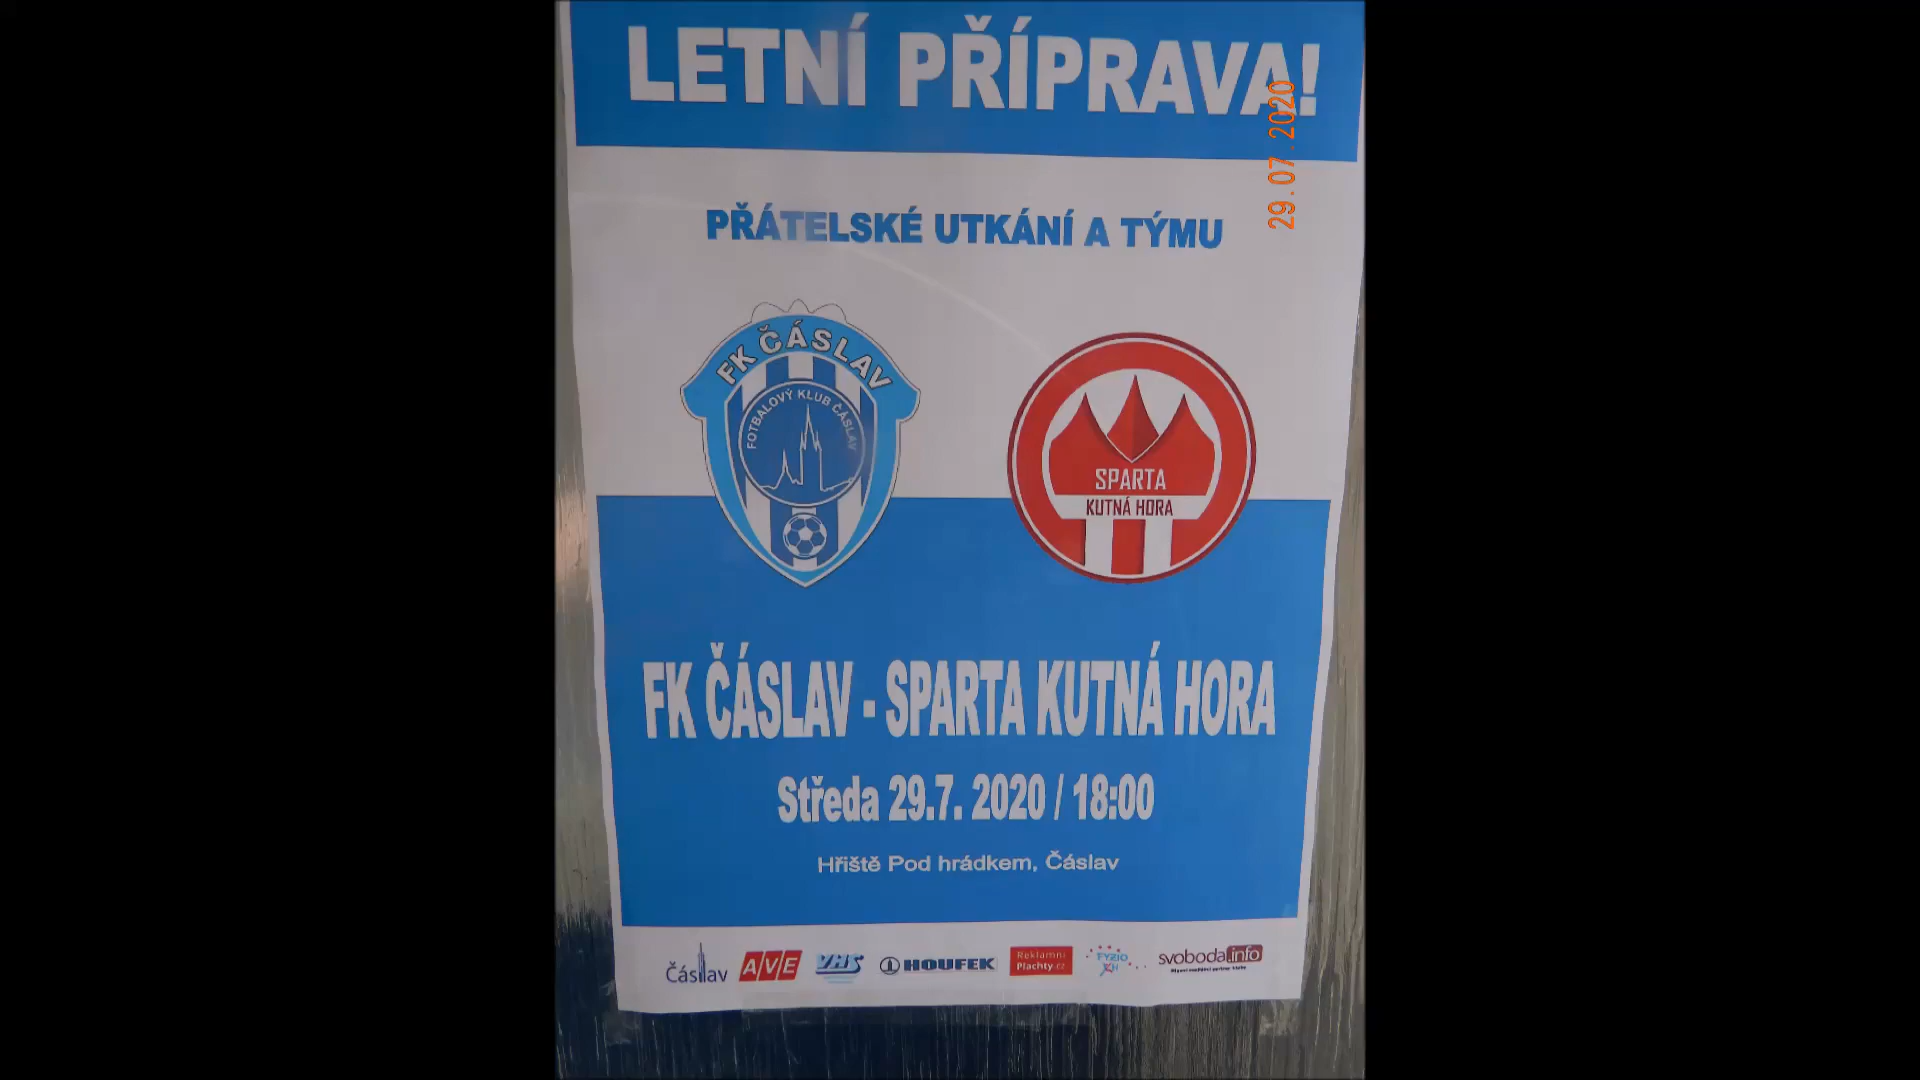 LETNÍ PŘÍPRAVA!
29.07.2020
PŘÁTELSKÉ UTKÁNÍ A TÝMU
FK ČÁSLAV
FOTBALOVÝ KLUB ČÁSLAV
SPARTA
KUTNÁ HORA
FK ČÁSLAV - SPARTA KUTNÁ HORA
Středa 29.7. 2020 / 18:00
Hřiště Pod hrádkem, Čáslav
Čáslav AVE VHS HOUFEK Reklamní Plachty.cz FYZIO KH svoboda.info